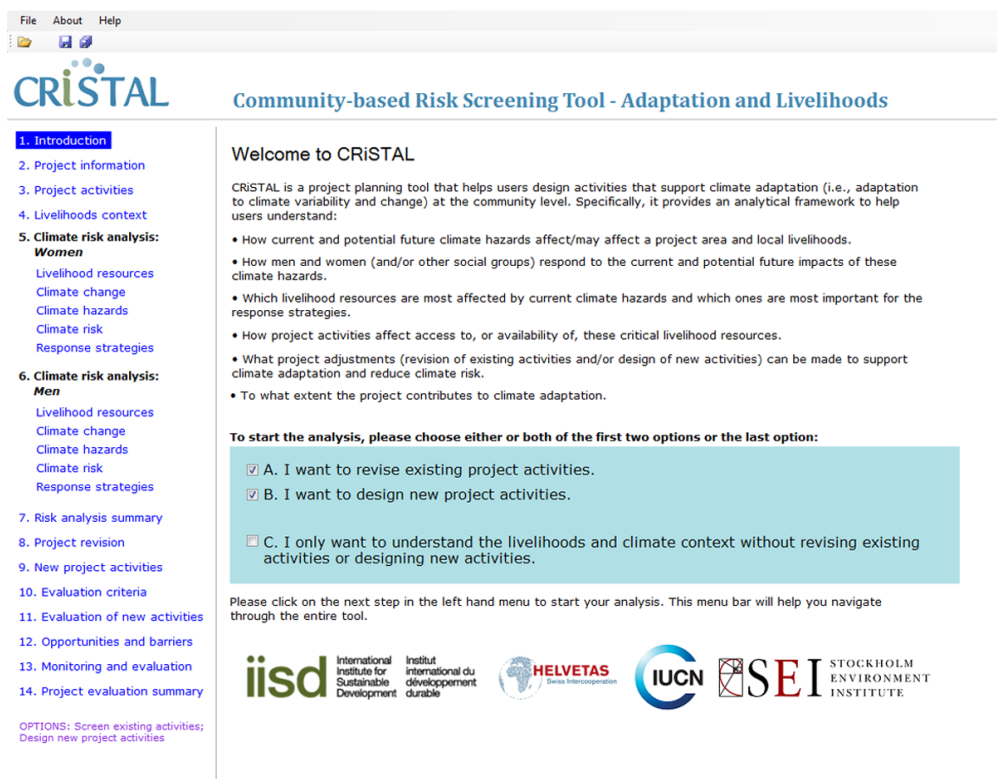 File About Help
CRiSTAL
Community-based Risk Screening Tool - Adaptation and Livelihoods
1. Introduction
2. Project information
3. Project activities
4. Livelihoods context
5. Climate risk analysis:
Women
Livelihood resources
Climate change
Climate hazards
Climate risk
Response strategies
6. Climate risk analysis:
Men
Livelihood resources
Climate change
Climate hazards
Climate risk
Response strategies
7. Risk analysis summary
8. Project revision
9. New project activities
10. Evaluation criteria
11. Evaluation of new activities
12. Opportunities and barriers
13. Monitoring and evaluation
14. Project evaluation summary
OPTIONS: Screen existing activities;
Design new project activities
Welcome to CRiSTAL
CRiSTAL is a project planning tool that helps users design activities that support climate adaptation (i.e., adaptation
to climate variability and change) at the community level. Specifically, it provides an analytical framework to help
users understand:
• How current and potential future climate hazards affect/may affect a project area and local livelihoods.
• How men and women (and/or other social groups) respond to the current and potential future impacts of these
climate hazards.
• Which livelihood resources are most affected by current climate hazards and which ones are most important for the
response strategies.
• How project activities affect access to, or availability of, these critical livelihood resources.
• What project adjustments (revision of existing activities and/or design of new activities) can be made to support
climate adaptation and reduce climate risk.
• To what extent the project contributes to climate adaptation.
To start the analysis, please choose either or both of the first two options or the last option:
A. I want to revise existing project activities.
B. I want to design new project activities.
C. I only want to understand the livelihoods and climate context without revising existing
activities or designing new activities.
Please click on the next step in the left hand menu to start your analysis. This menu bar will help you navigate
through the entire tool.
iisd
International
Institute for
Sustainable
Development
Institut
international du
développement
durable
HELVETAS
Swiss Intercooperation
IUCN
SEI
STOCKHOLM
ENVIRONMENT
INSTITUTE